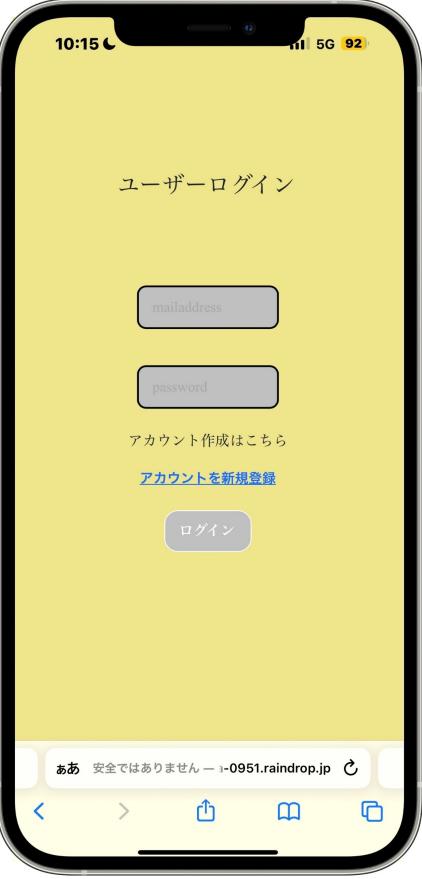 10:15 5G 92
ユーザーログイン
mailaddress
password
アカウント作成はこちら
アカウントを新規登録
ログイン
ぁあ 安全ではありません — -0951.raindrop.jp